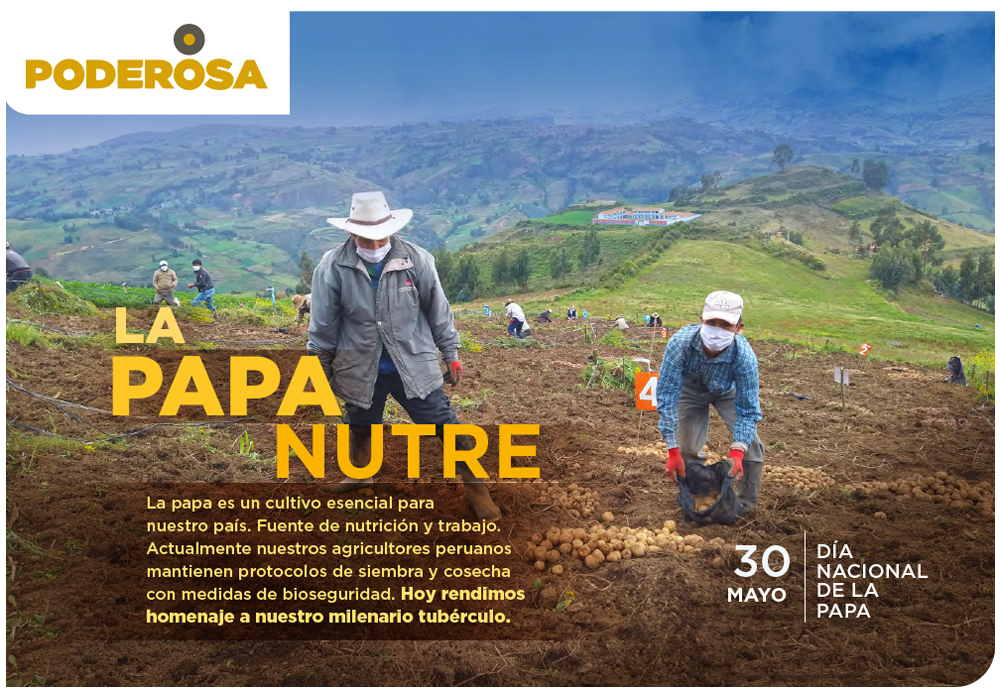 PODEROSA
LA
PAPA
NUTRE
La papa es un cultivo esencial para
nuestro país. Fuente de nutrición y trabajo.
Actualmente nuestros agricultores peruanos
mantienen protocolos de siembra y cosecha
con medidas de bioseguridad. Hoy rendimos
homenaje a nuestro milenario tubérculo.
4
2
30
MAYO
DÍA
NACIONAL
DE LA
PAPA